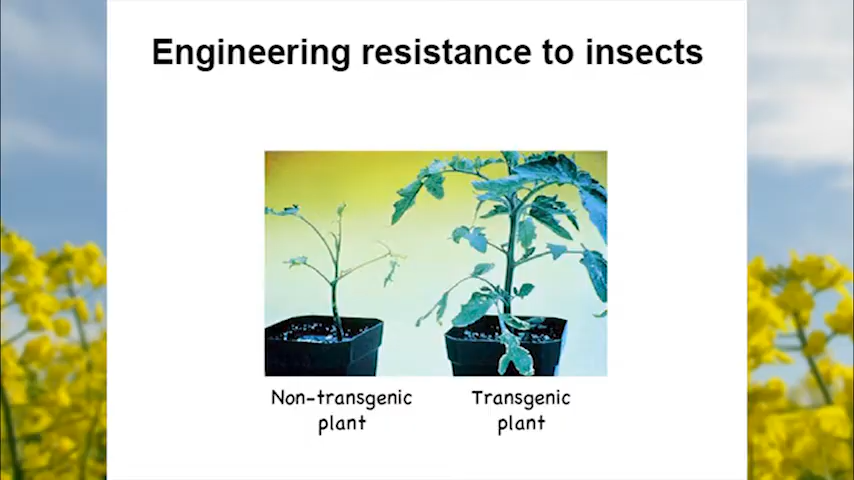 Engineering resistance to insects
Non-transgenic
plant
Transgenic
plant